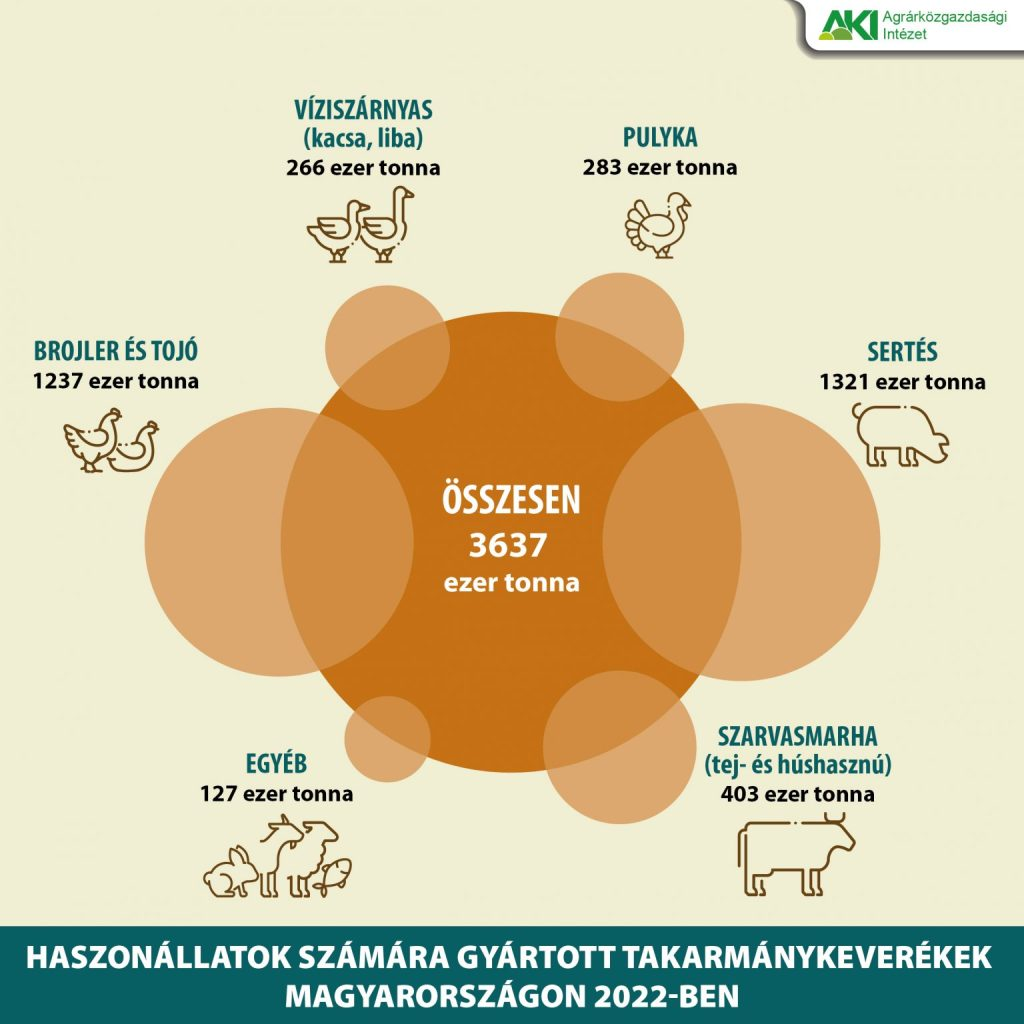 AKI Agrárközgazdasági
Intézet
VÍZISZÁRNYAS
(kacsa, liba)
266 ezer tonna
PULYKA
283 ezer tonna
BROJLER ÉS TOJÓ
1237 ezer tonna
SERTÉS
1321 ezer tonna
ÖSSZESEN
3637
ezer tonna
EGYÉB
127 ezer tonna
SZARVASMARHA
(tej- és húshasznú)
403 ezer tonna
HASZONÁLLATOK SZÁMÁRA GYÁRTOTT TAKARMÁNYKEVERÉKEK
MAGYARORSZÁGON 2022-BEN